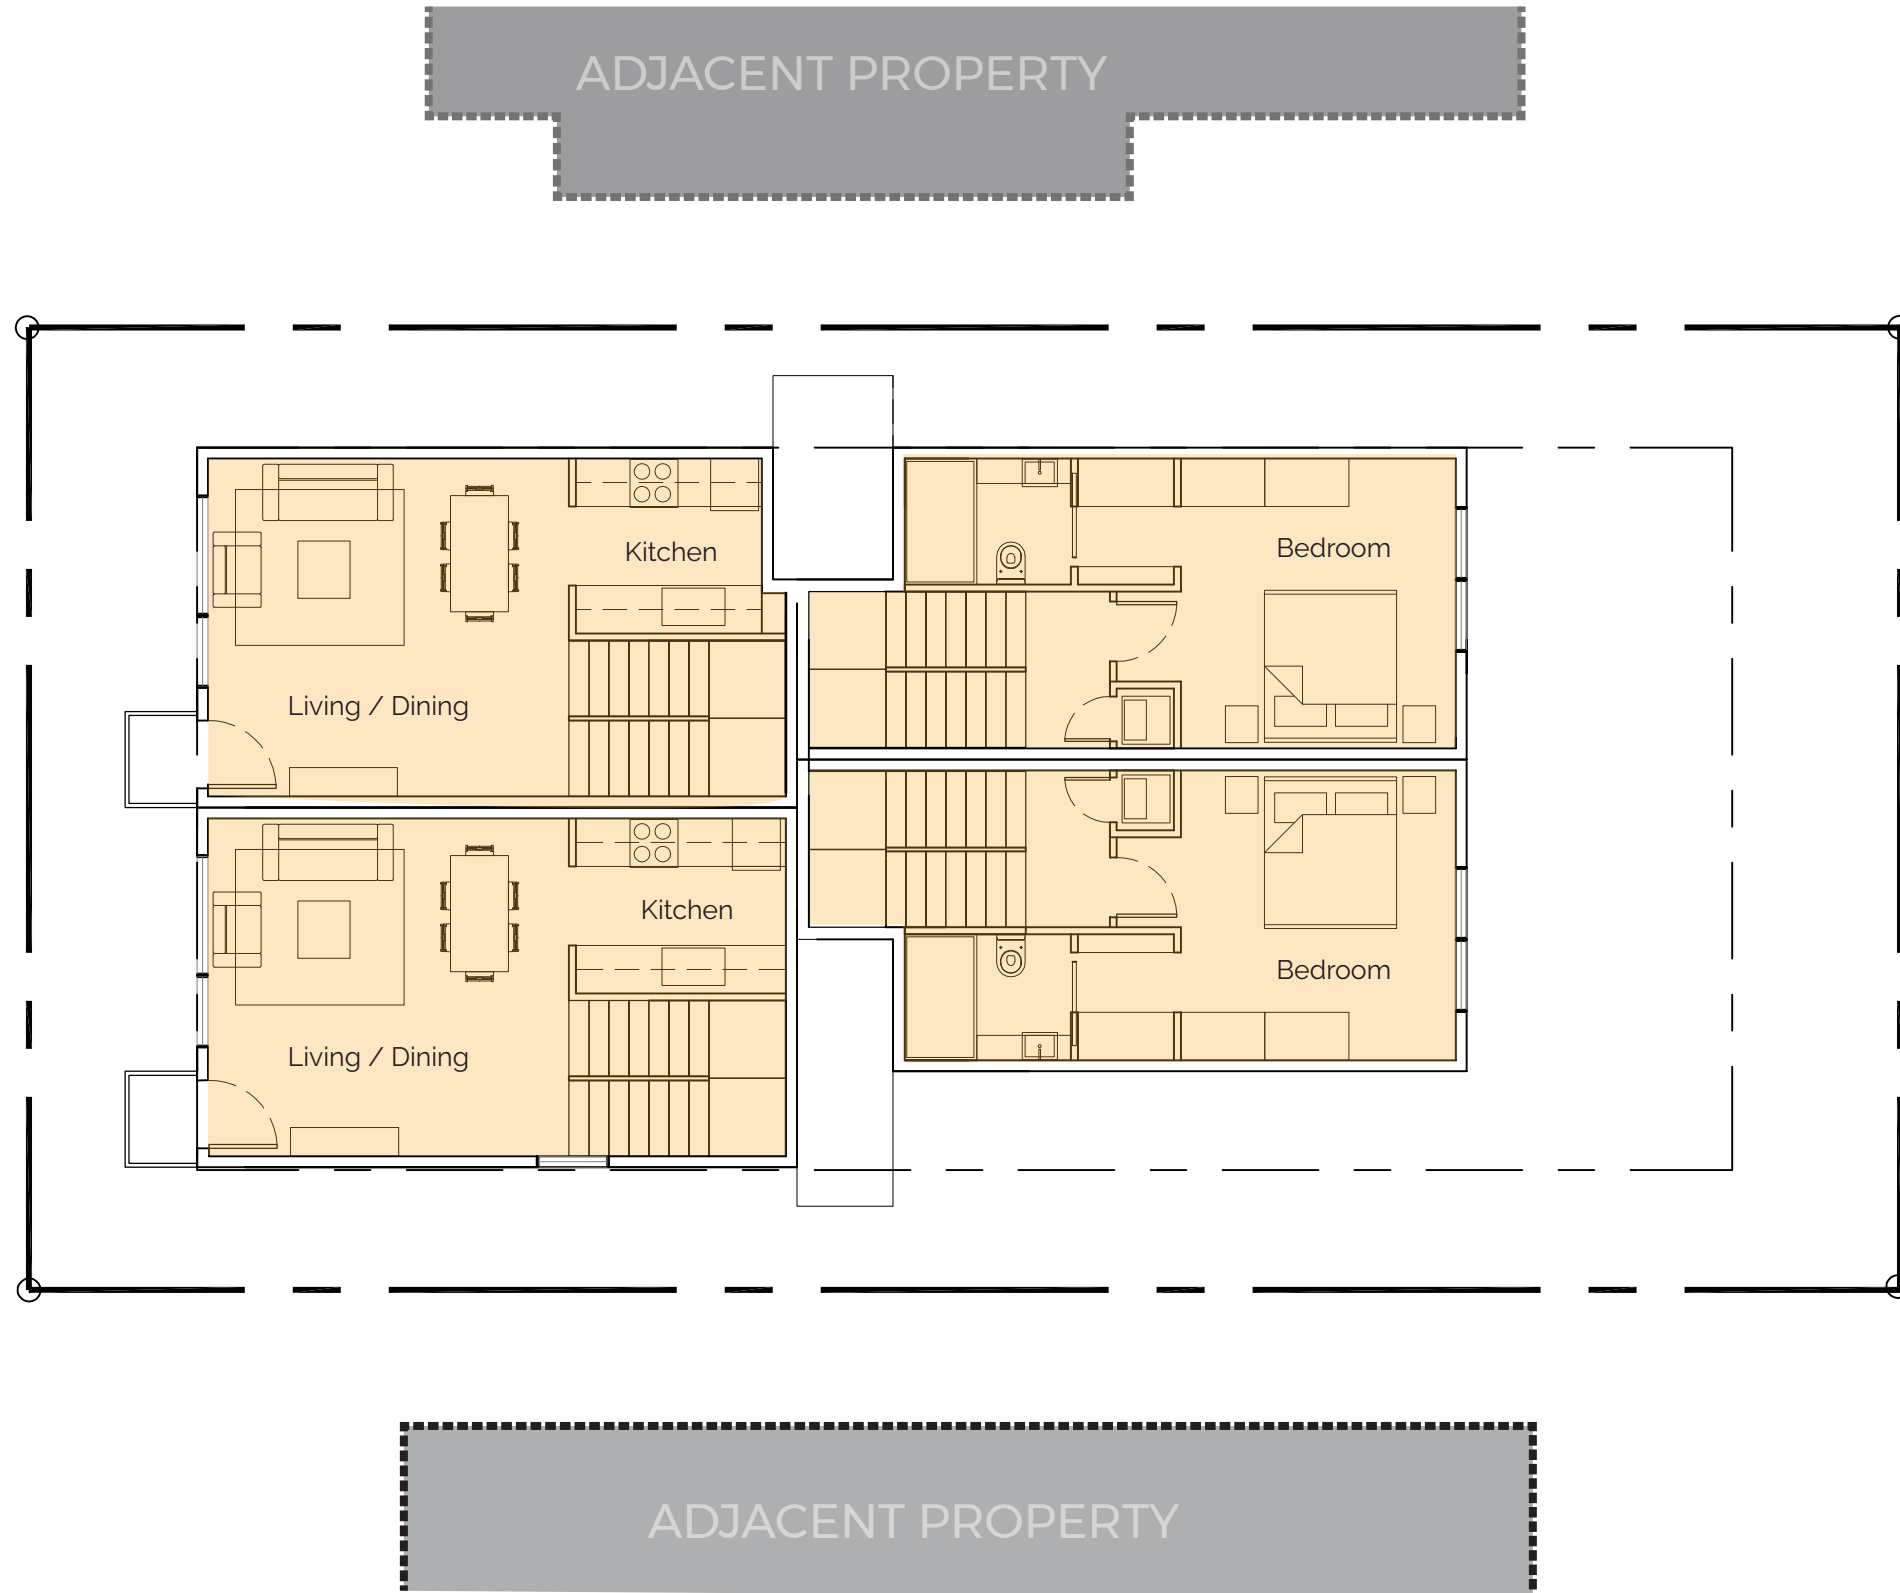 ADJACENT PROPERTY
Kitchen
Bedroom
Living / Dining
Kitchen
Bedroom
Living / Dining
ADJACENT PROPERTY